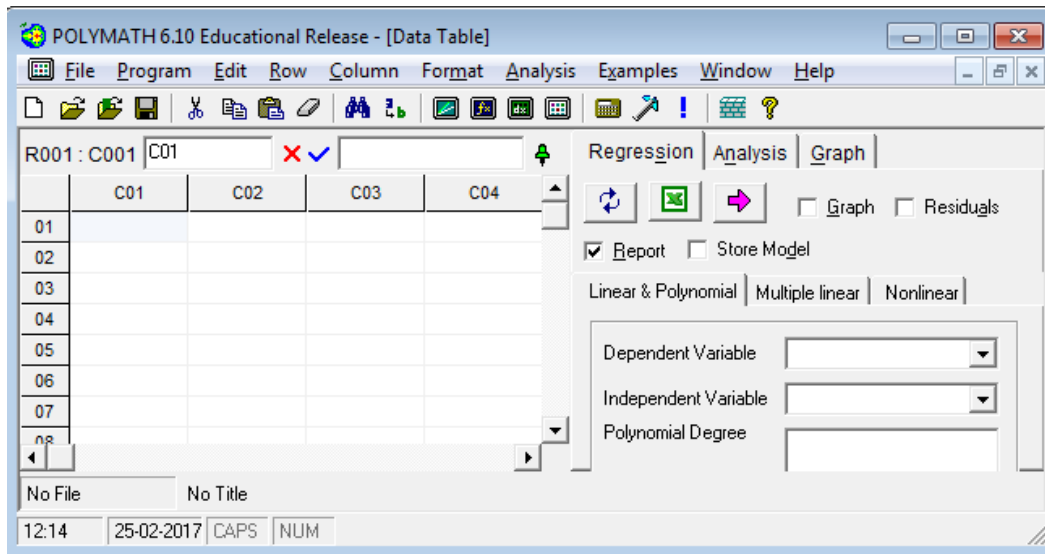 POLYMATH 6.10 Educational Release - [Data Table]
File Program Edit Row Column Format Analysis Examples Window Help
R001 : C001 C01
Regression Analysis Graph
C01 C02 C03 C04
Graph Residuals
01
02
Report Store Model
03
Linear & Polynomial Multiple linear Nonlinear
04
05
Dependent Variable
06
Independent Variable
07
Polynomial Degree
08
No File No Title
12:14 25-02-2017 CAPS NUM